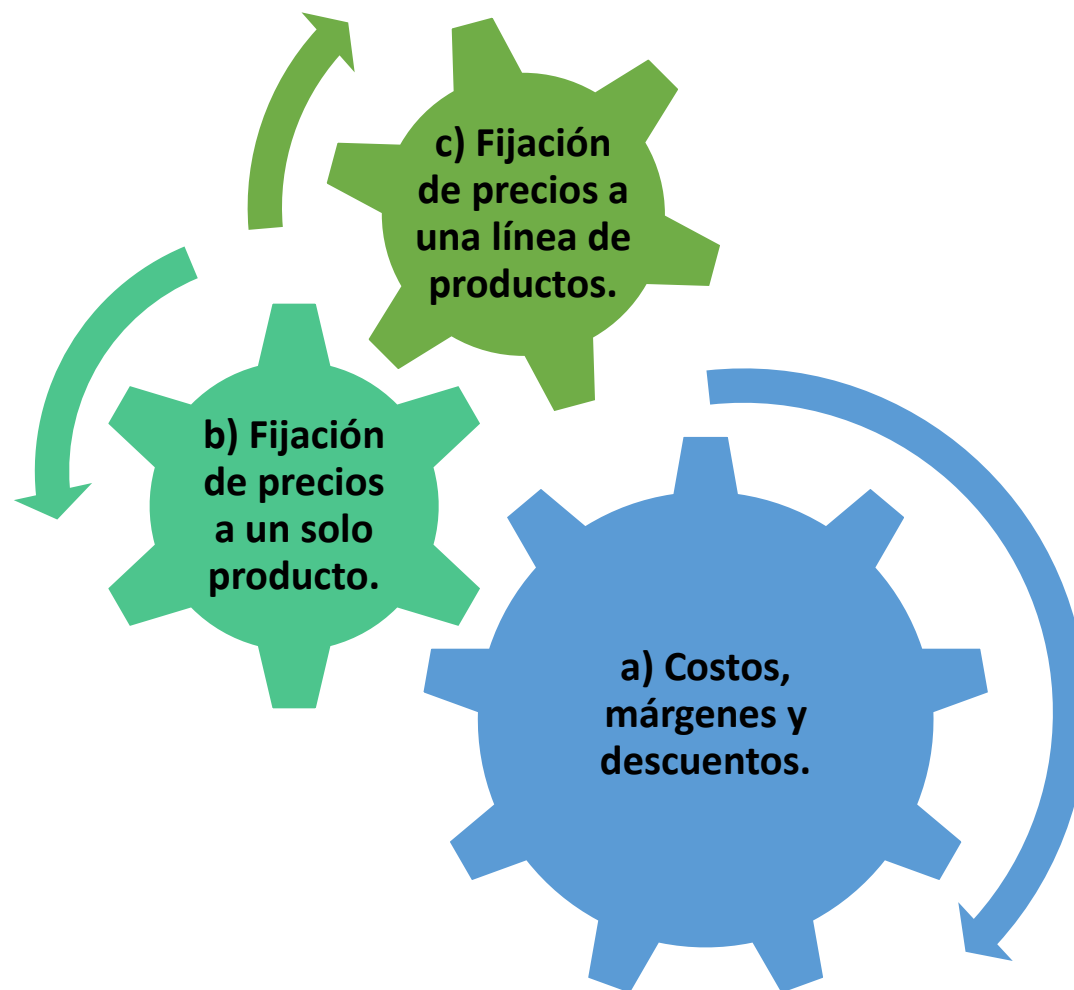 c) Fijación
de precios a
una línea de
productos.
b) Fijación
de precios
a un solo
producto.
a) Costos,
márgenes y
descuentos.